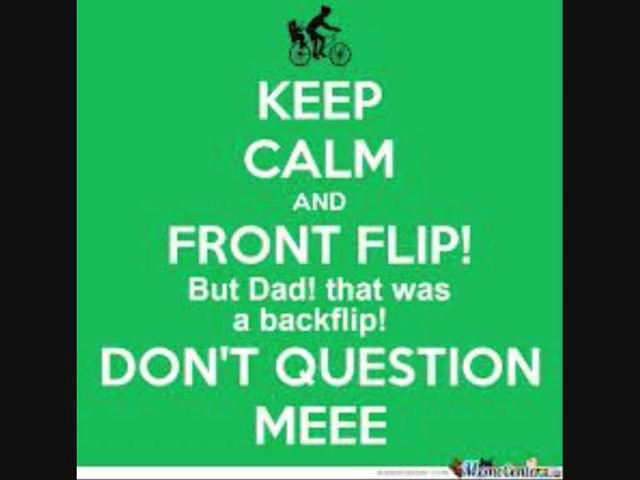 KEEP
CALM
AND
FRONT FLIP!
But Dad! that was
a backflip!
DON'T QUESTION
MEEE